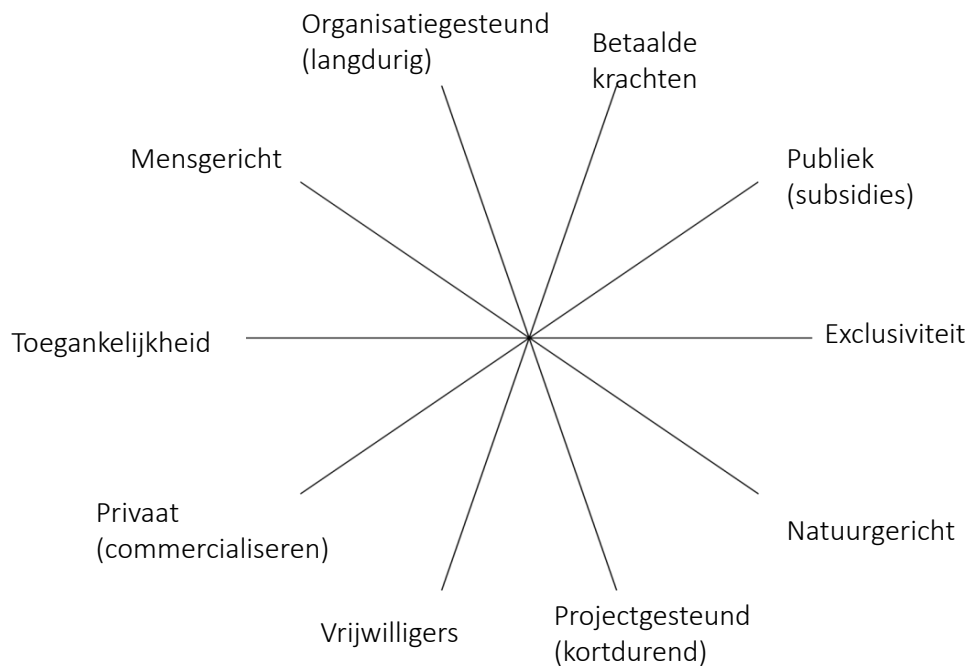 Organisatiegesteund
(langdurig)
Betaalde
krachten
Mensgericht
Publiek
(subsidies)
Toegankelijkheid
Exclusiviteit
Privaat
(commercialiseren)
Natuurgericht
Vrijwilligers
Projectgesteund
(kortdurend)